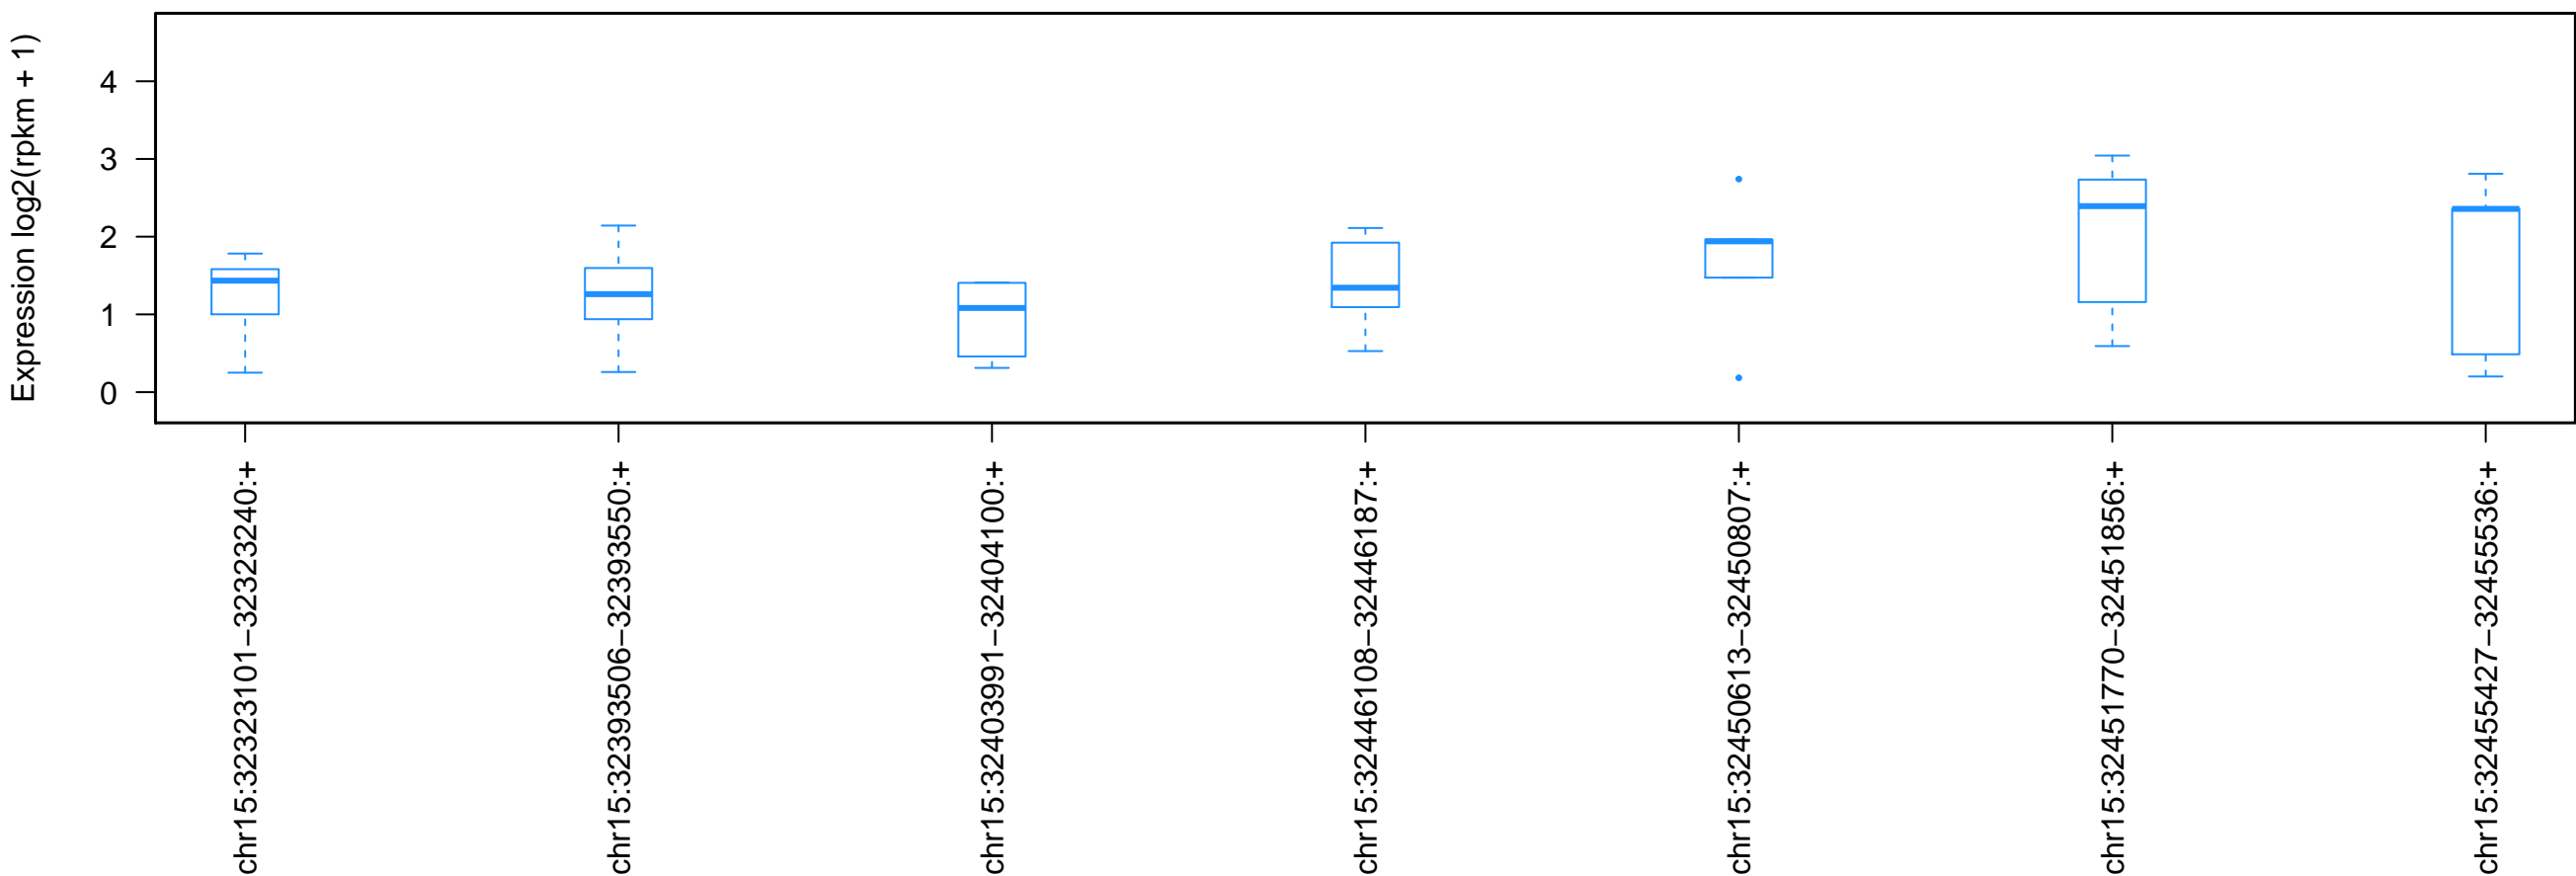 Expression log2(rpkm + 1)
4
3
2
1
0
chr15:32323101−32323240:+
chr15:32393506−32393550:+
chr15:32403991−32404100:+
chr15:32446108−32446187:+
chr15:32450613−32450807:+
chr15:32451770−32451856:+
chr15:32455427−32455536:+